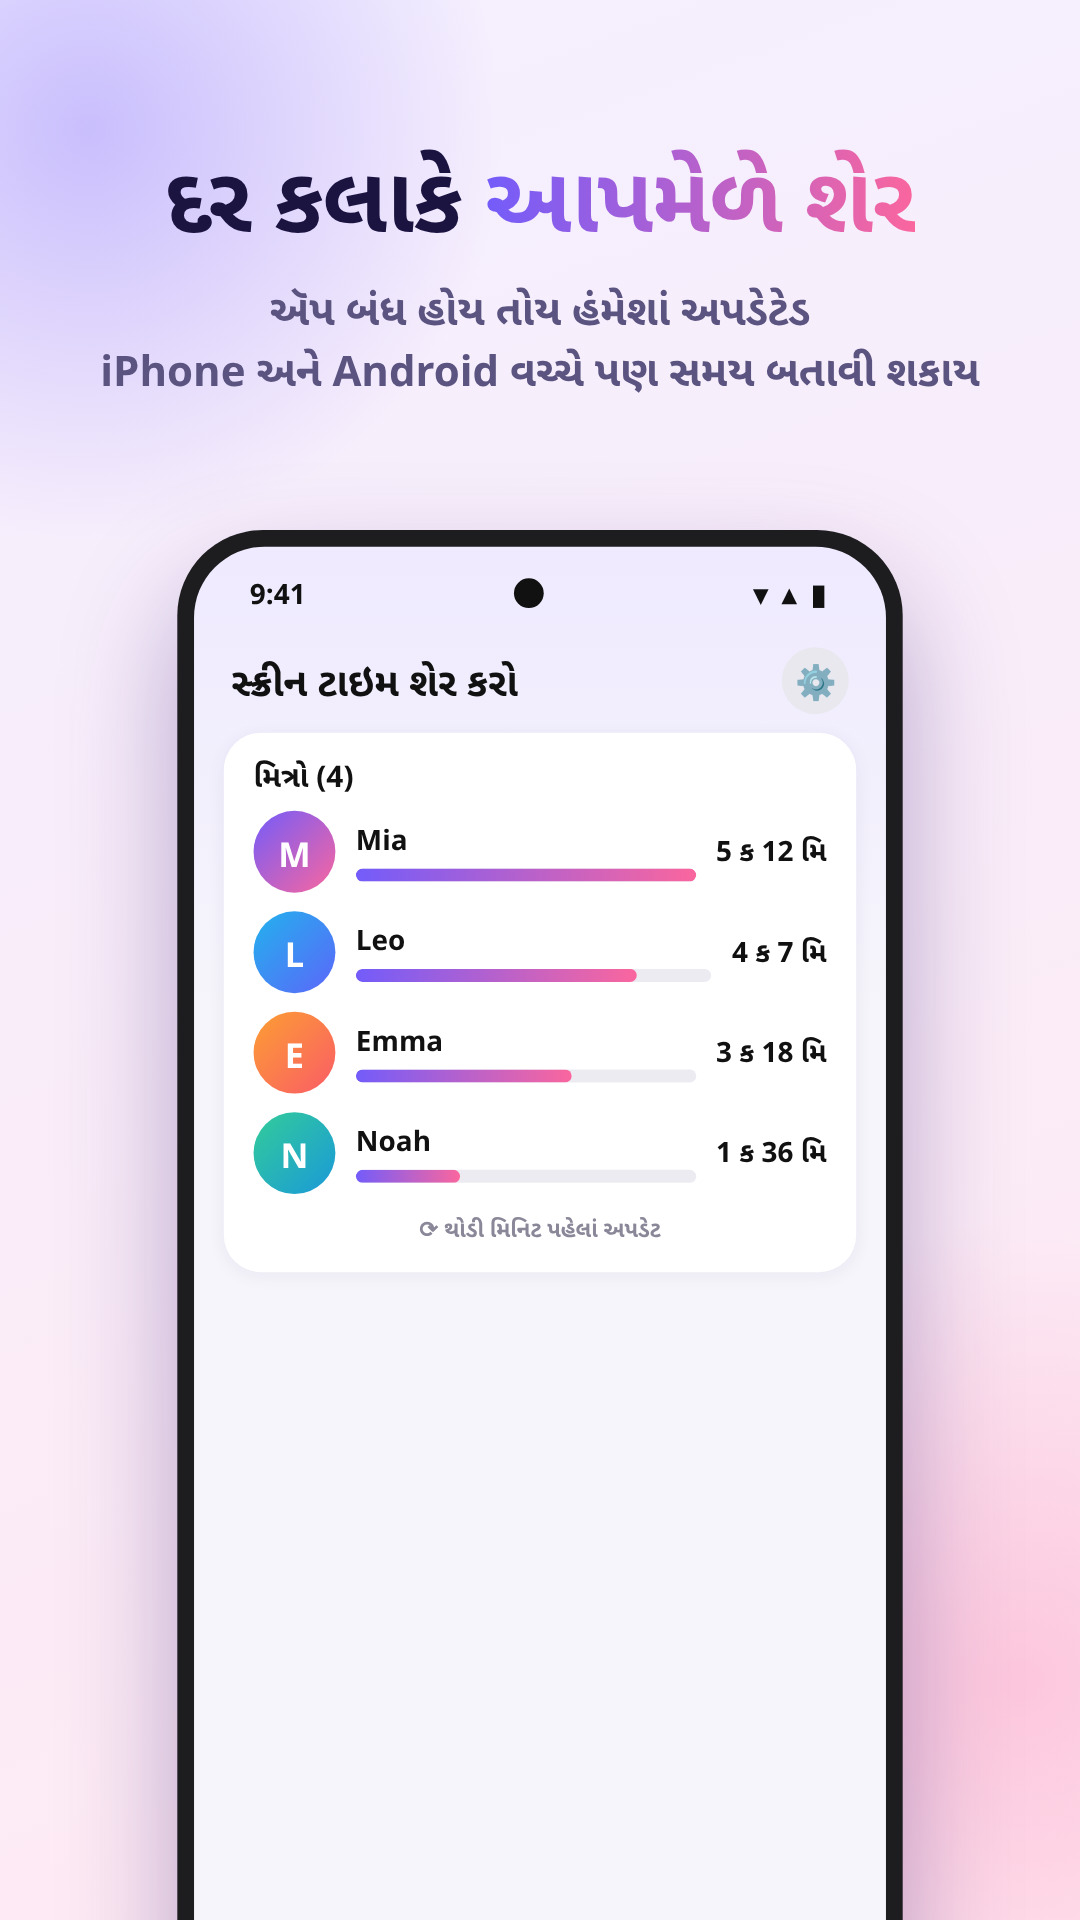 દર કલાકે આપમેળે શેર
ઍપ બંધ હોય તોય હંમેશાં અપડેટેડ
iPhone અને Android વચ્ચે પણ સમય બતાવી શકાય
9:41
સ્ક્રીન ટાઇમ શેર કરો
મિત્રો (4)
M Mia 5 ક 12 મિ
L Leo 4 ક 7 મિ
E Emma 3 ક 18 મિ
N Noah 1 ક 36 મિ
⟳ થોડી મિનિટ પહેલાં અપડેટ